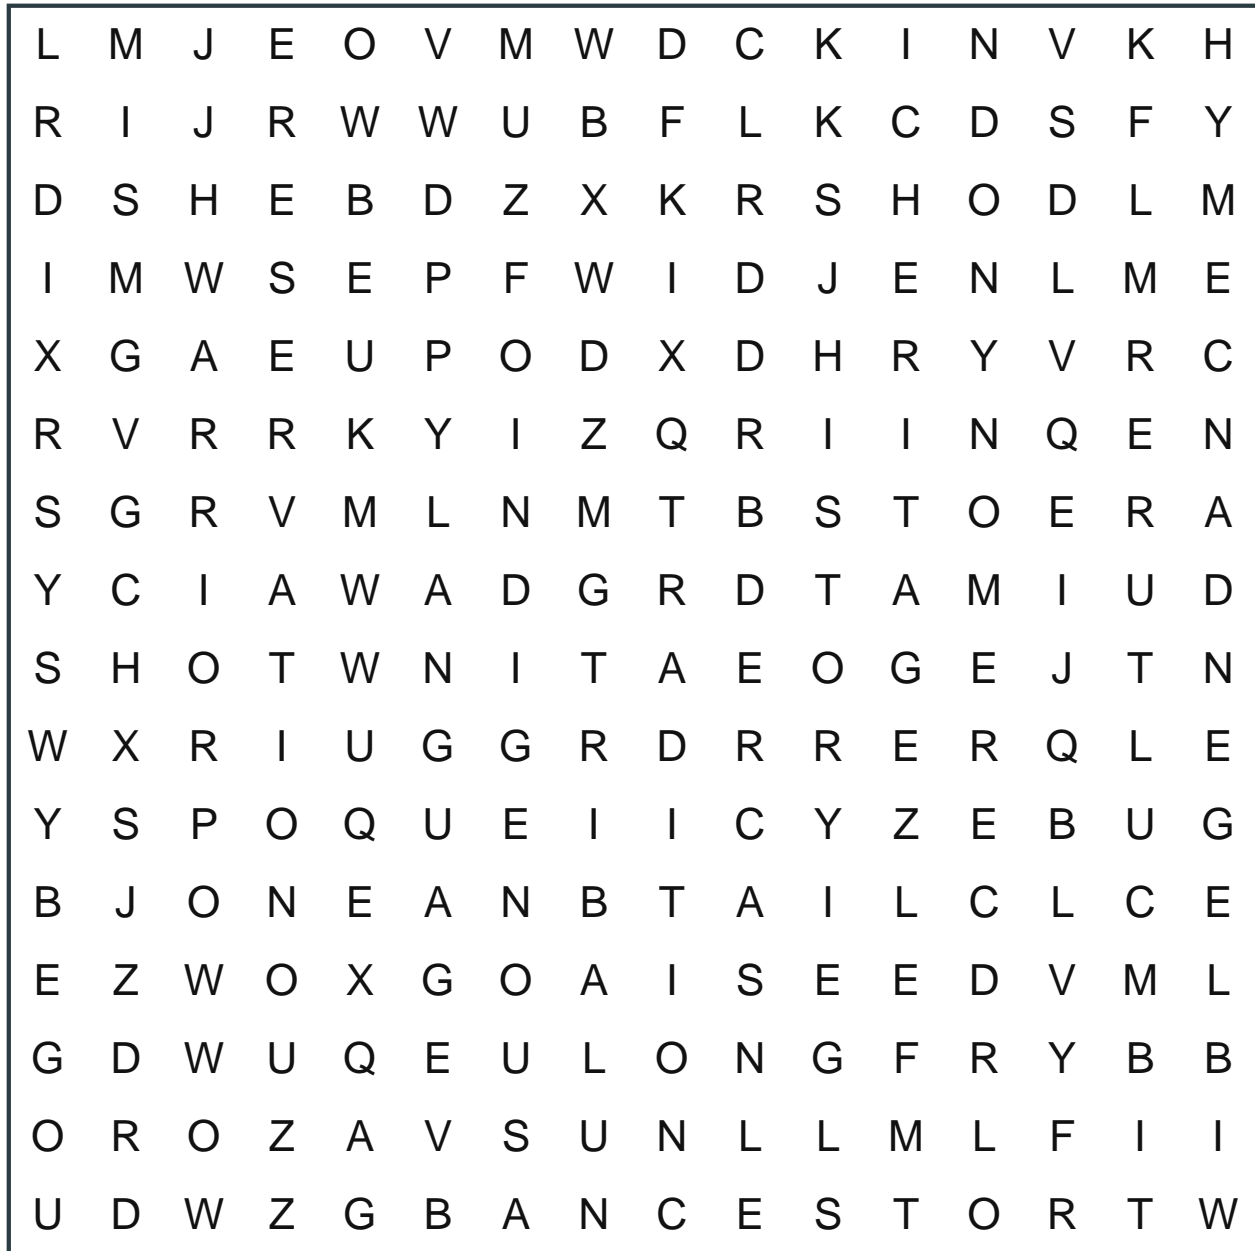 L M J E O V M W D C K I N V K H
R I J R W W U B F L K C D S F Y
D S H E B D Z X K R S H O D L M
I M W S E P F W I D J E N L M E
X G A E U P O D X D H R Y V R C
R V R R K Y I Z Q R I I N Q E N
S G R V M L N M T B S T O E R A
Y C I A W A D G R D T A M I U D
S H O T W N I T A E O G E J T N
W X R I U G G R D R R E R Q L E
Y S P O Q U E I I C Y Z E B U G
B J O N E A N B T A I L C L C E
E Z W O X G O A I S E E D V M L
G D W U Q E U L O N G F R Y B B
O R O Z A V S U N L L M L F I I
U D W Z G B A N C E S T O R T W